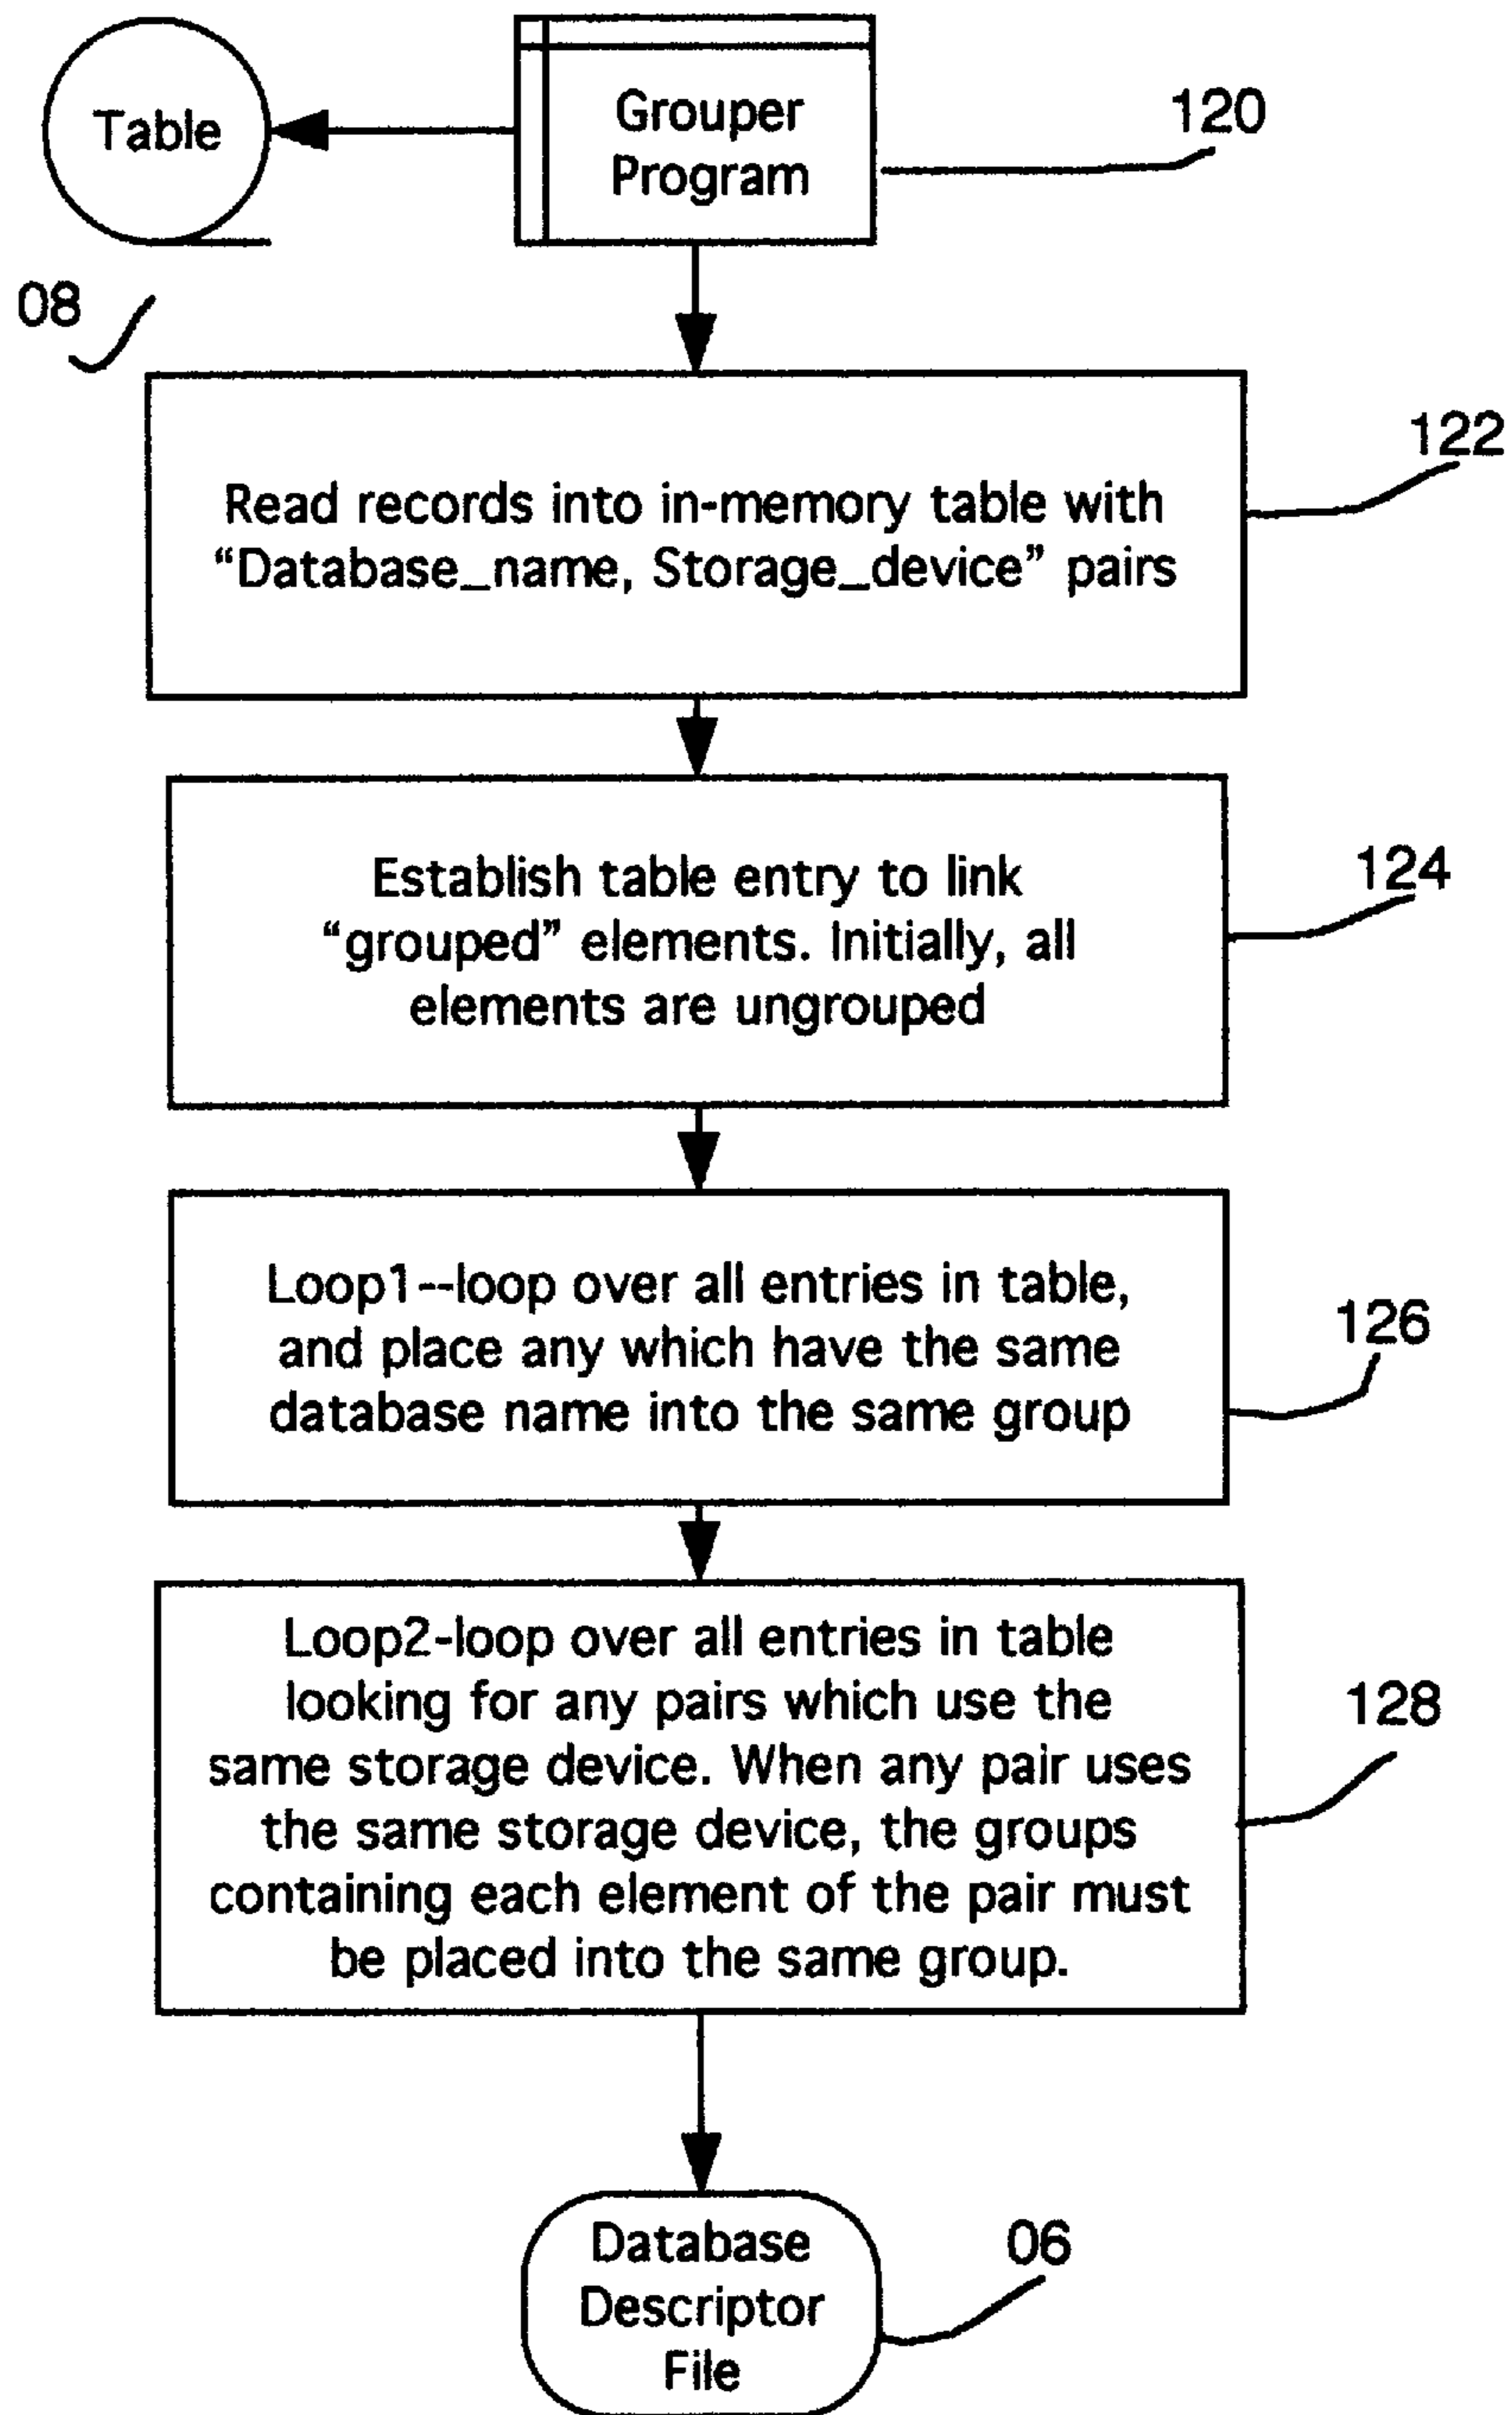 Table
Grouper
Program
120
08
122
Read records into in-memory table with
“Database_name, Storage_device” pairs
124
Establish table entry to link
“grouped” elements. Initially, all
elements are ungrouped
126
Loop1--loop over all entries in table,
and place any which have the same
database name into the same group
128
Loop2-loop over all entries in table
looking for any pairs which use the
same storage device. When any pair uses
the same storage device, the groups
containing each element of the pair must
be placed into the same group.
06
Database
Descriptor
File